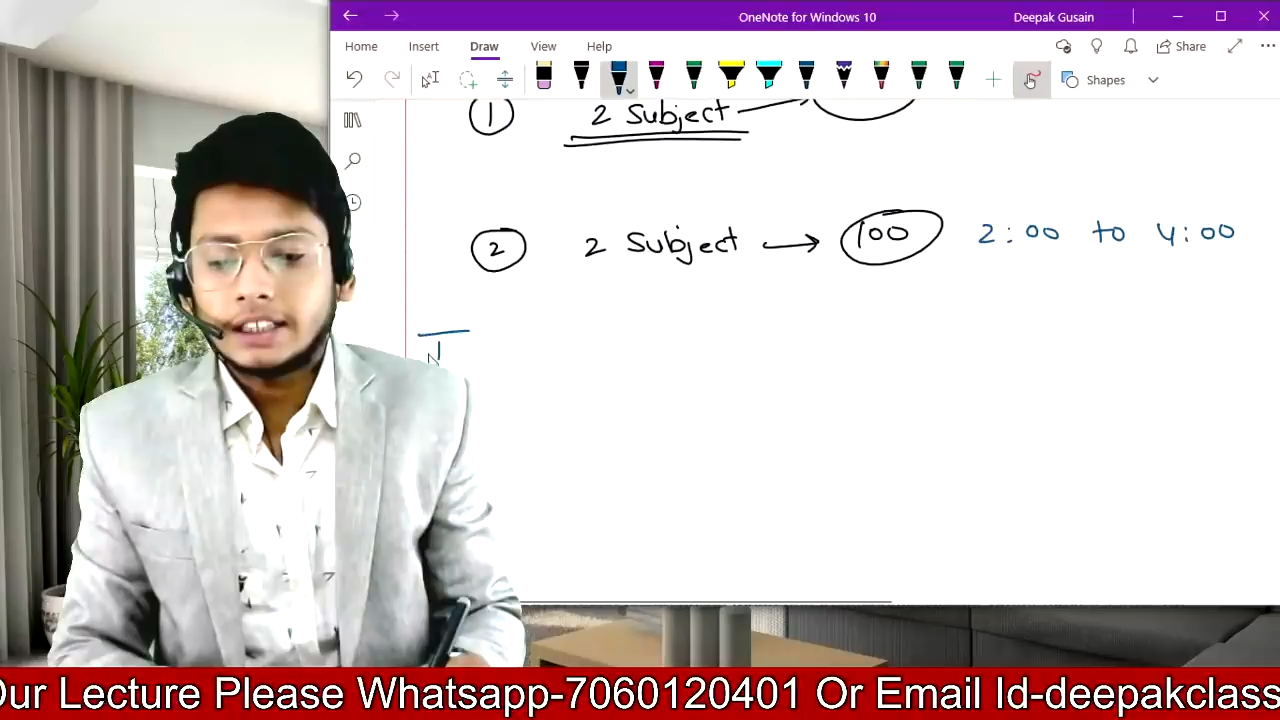 OneNote for Windows 10 Deepak Gusain
Home Insert Draw View Help Share
Shapes
1 2 Subject
2 2 Subject → 100 2:00 to 4:00
Our Lecture Please Whatsapp-7060120401 Or Email Id-deepakclass